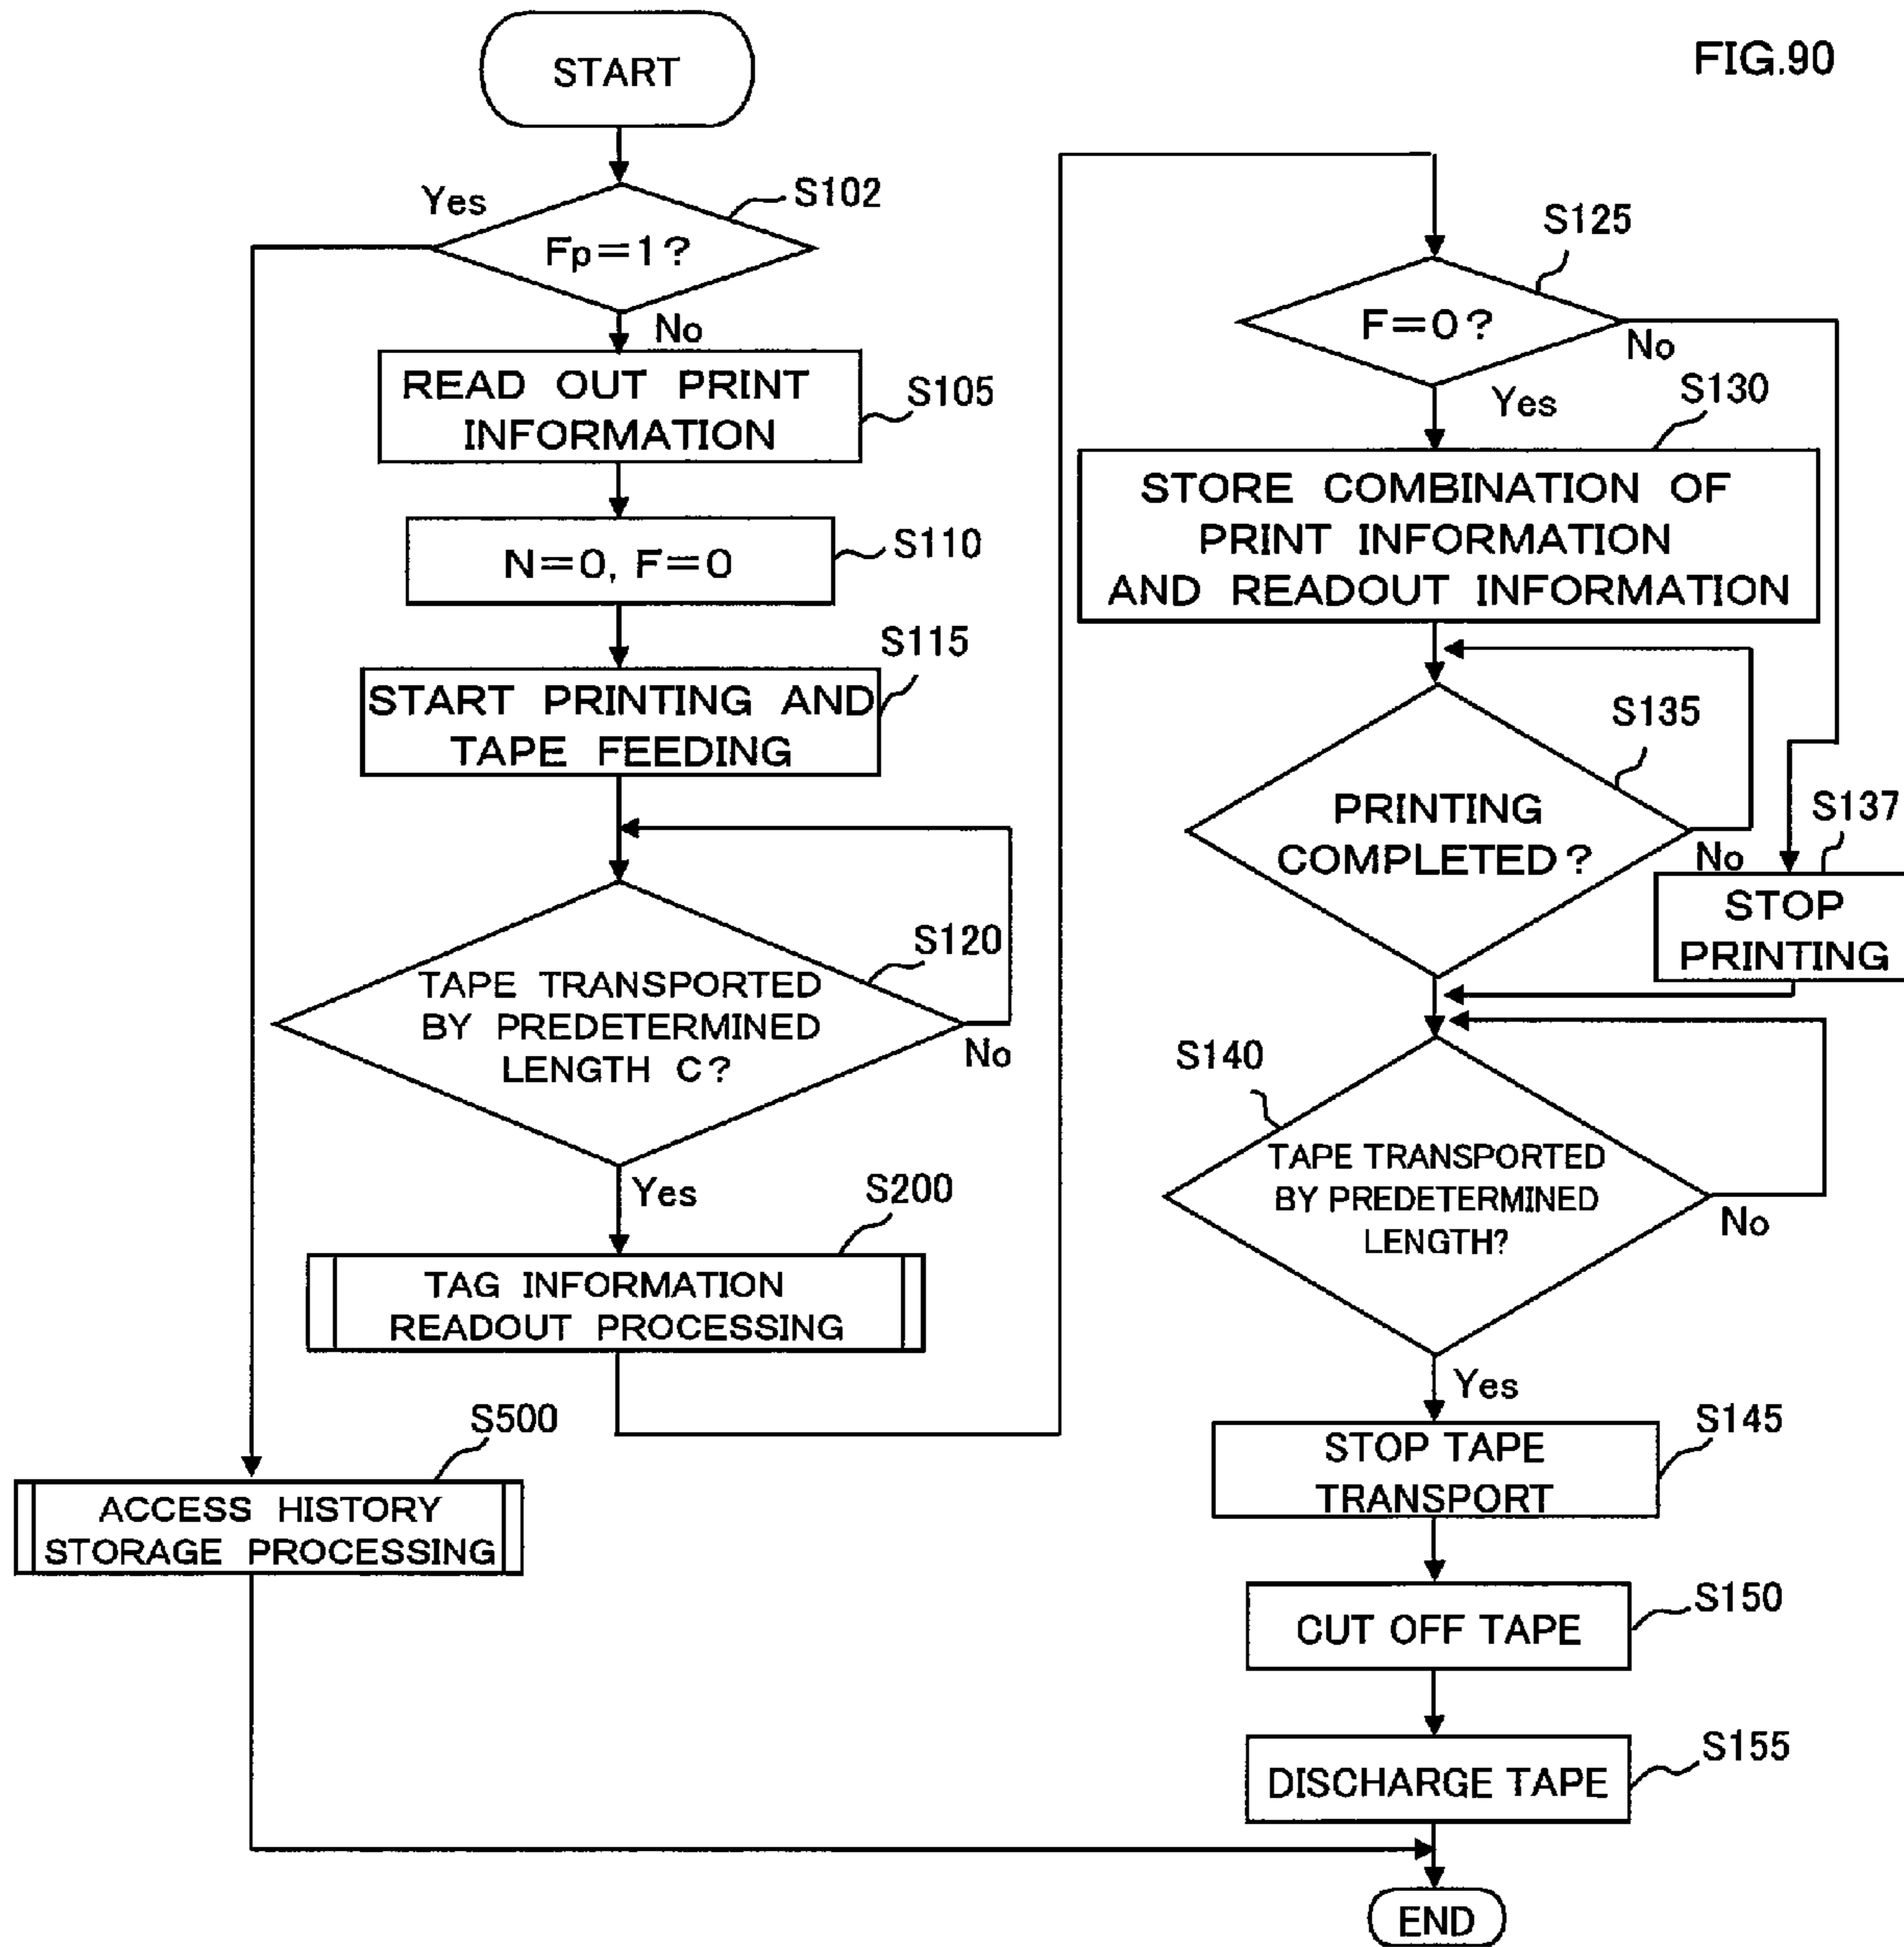 FIG.90
START
S102
Yes
Fp=1?
No
READ OUT PRINT
INFORMATION
S105
N=0, F=0
S110
S115
START PRINTING AND
TAPE FEEDING
S120
TAPE TRANSPORTED
BY PREDETERMINED
LENGTH C?
No
Yes
S200
TAG INFORMATION
READOUT PROCESSING
S500
ACCESS HISTORY
STORAGE PROCESSING
S125
F=0?
No
Yes
S130
STORE COMBINATION OF
PRINT INFORMATION
AND READOUT INFORMATION
S135
PRINTING
COMPLETED?
No
S137
STOP
PRINTING
S140
TAPE TRANSPORTED
BY PREDETERMINED
LENGTH?
No
Yes
S145
STOP TAPE
TRANSPORT
S150
CUT OFF TAPE
S155
DISCHARGE TAPE
END